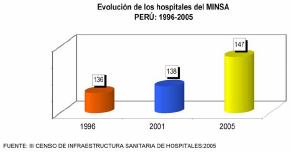 Evolución de los hospitales del MINSA
PERÚ: 1996-2005
136
138
147
1996
2001
2005
FUENTE: III CENSO DE INFRAESTRUCTURA SANITARIA DE HOSPITALES:2005